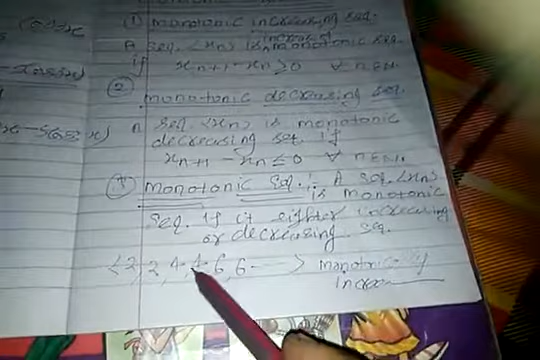 (1) monotonic increasing seq.
A seq. <xn> is monotonic seq.
increasing
if xn+1 - xn ≥ 0 ∀ n∈N.
(2) monotonic decreasing seq.
A seq. <xn> is monotonic
decreasing seq. if
xn+1 - xn ≤ 0 ∀ n∈N.
(3) monotonic seq.: A seq. <xn>
is monotonic
seq. if it eighter increasing
or decreasing seq.
<2, 2, 4, 4, 6, 6 - - - >